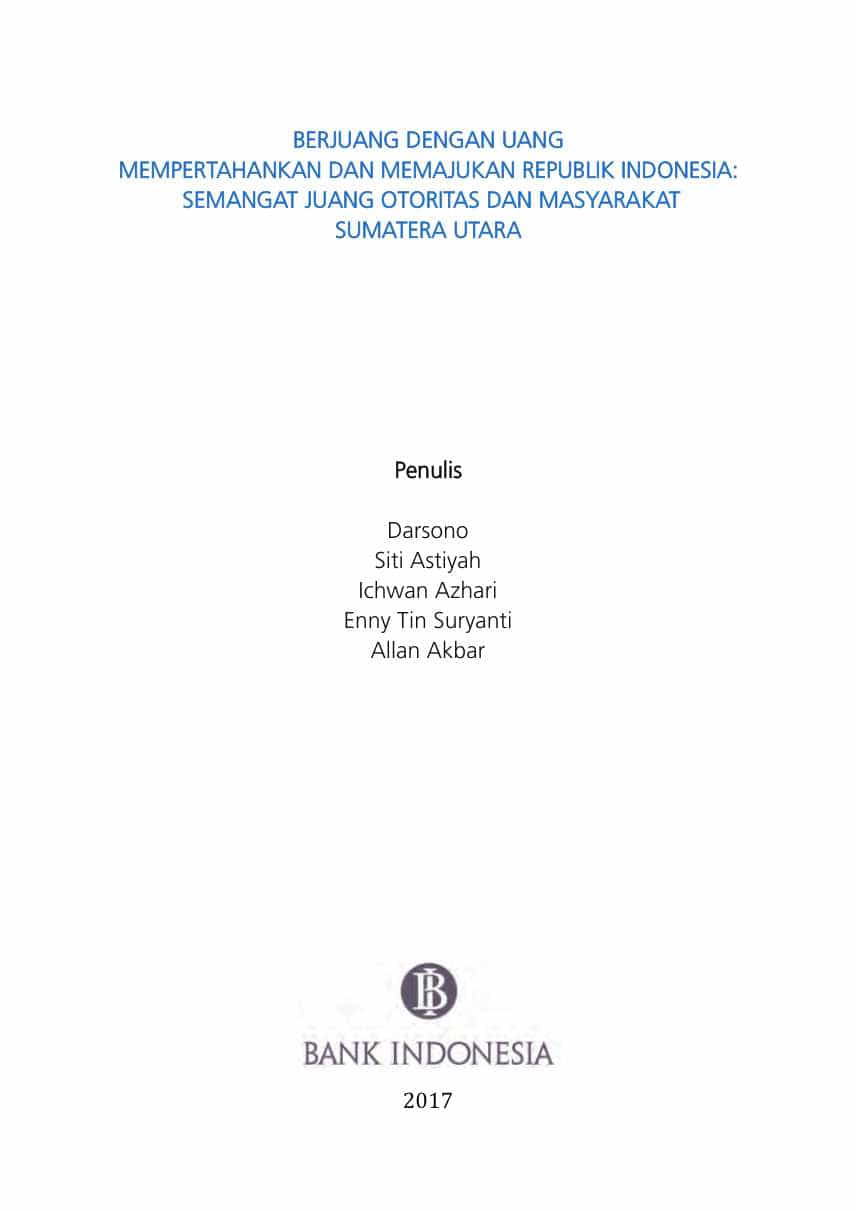 BERJUANG DENGAN UANG
MEMPERTAHANKAN DAN MEMAJUKAN REPUBLIK INDONESIA:
SEMANGAT JUANG OTORITAS DAN MASYARAKAT
SUMATERA UTARA
Penulis
Darsono
Siti Astiyah
Ichwan Azhari
Enny Tin Suryanti
Allan Akbar
BI
BANK INDONESIA
2017